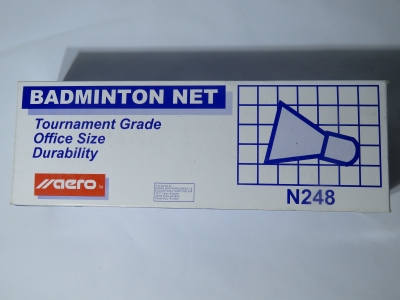 BADMINTON NET
Tournament Grade
Office Size
Durability
aero
N248